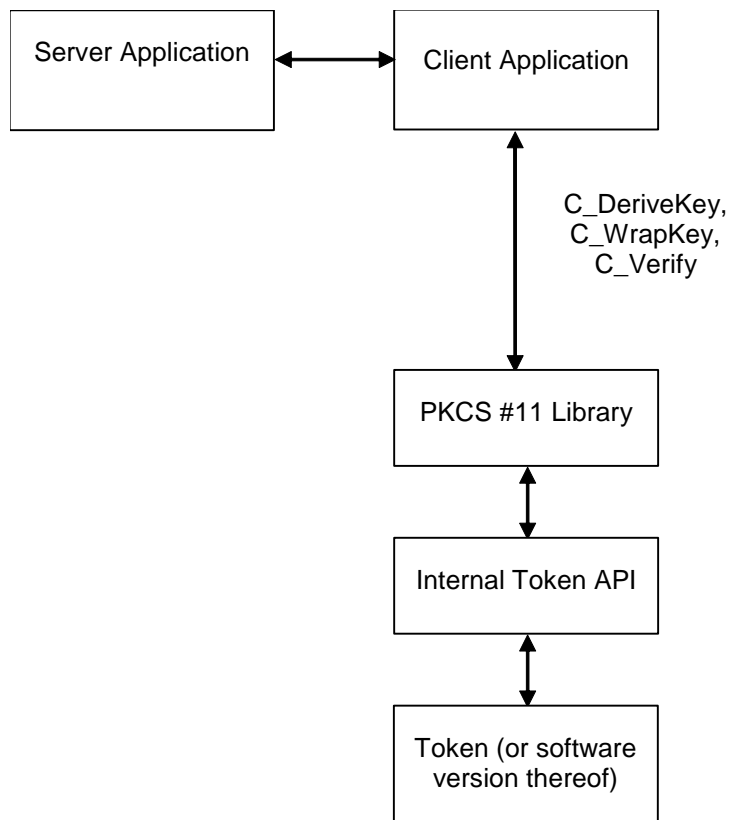 Server Application
Client Application
C_DeriveKey,
C_WrapKey,
C_Verify
PKCS #11 Library
Internal Token API
Token (or software
version thereof)